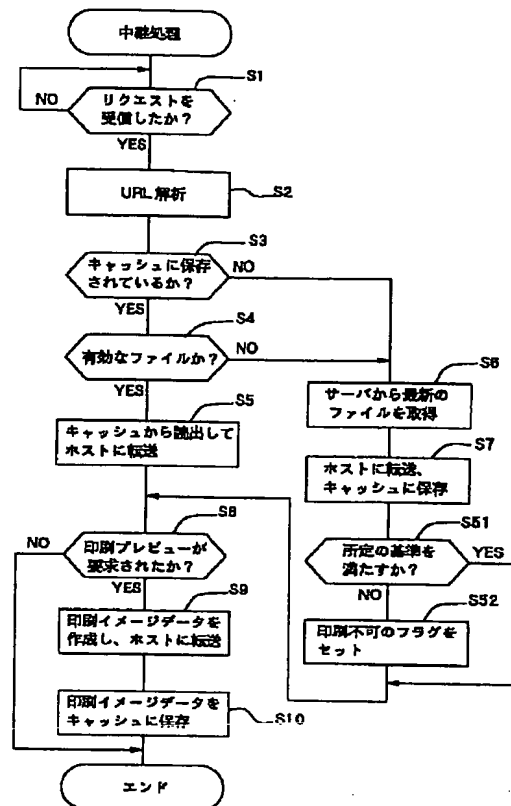 中継処理
S1
リクエストを
受信したか？
NO
YES
URL解析
S2
S3
キャッシュに保存
されているか？
NO
YES
S4
有効なファイルか？
NO
YES
S5
キャッシュから読出して
ホストに転送
S6
サーバから最新の
ファイルを取得
S7
ホストに転送、
キャッシュに保存
S8
印刷プレビューが
要求されたか？
NO
YES
S51
所定の基準を
満たすか？
YES
NO
S9
印刷イメージデータを
作成し、ホストに転送
S52
印刷不可のフラグを
セット
印刷イメージデータを
キャッシュに保存
S10
エンド